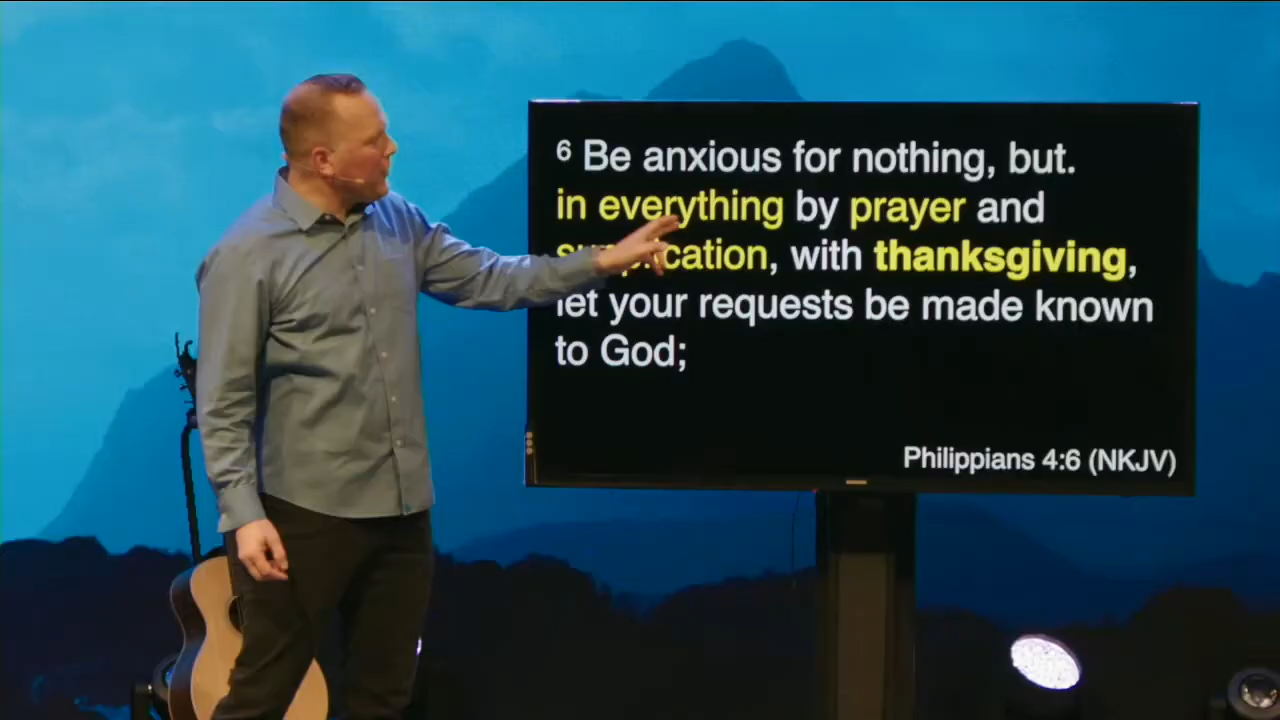 6 Be anxious for nothing, but.
in everything by prayer and
supplication, with thanksgiving,
let your requests be made known
to God;
Philippians 4:6 (NKJV)